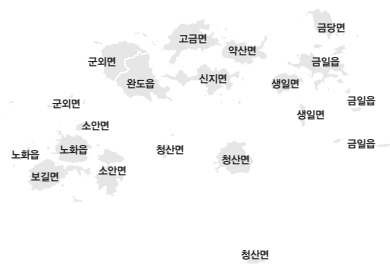 금당면
고금면
약산면
군외면
금일읍
신지면
완도읍
생일면
금일읍
군외면
생일면
소안면
금일읍
청산면
노화읍
노화읍
청산면
소안면
보길면
청산면